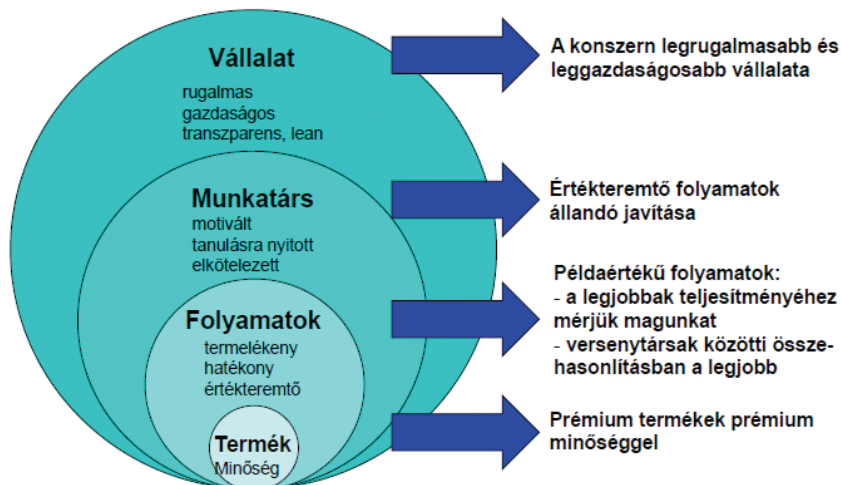 Vállalat
rugalmas
gazdaságos
transzparens, lean
A konszern legrugalmasabb és
leggazdaságosabb vállalata
Munkatárs
motivált
tanulásra nyitott
elkötelezett
Értékteremtő folyamatok
állandó javítása
Folyamatok
termelékeny
hatékony
értékteremtő
Példaértékű folyamatok:
- a legjobbak teljesítményéhez
mérjük magunkat
- versenytársak közötti össze-
hasonlításban a legjobb
Termék
Minőség
Prémium termékek prémium
minőséggel